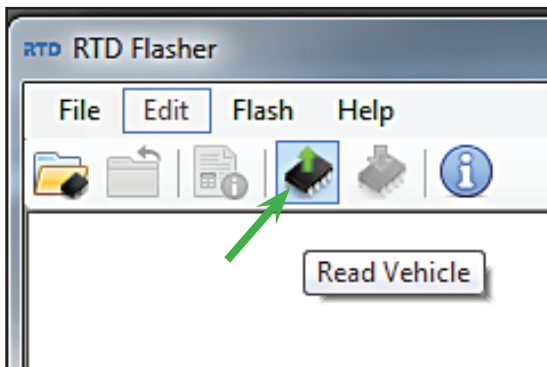 RTD RTD Flasher
File Edit Flash Help
Read Vehicle